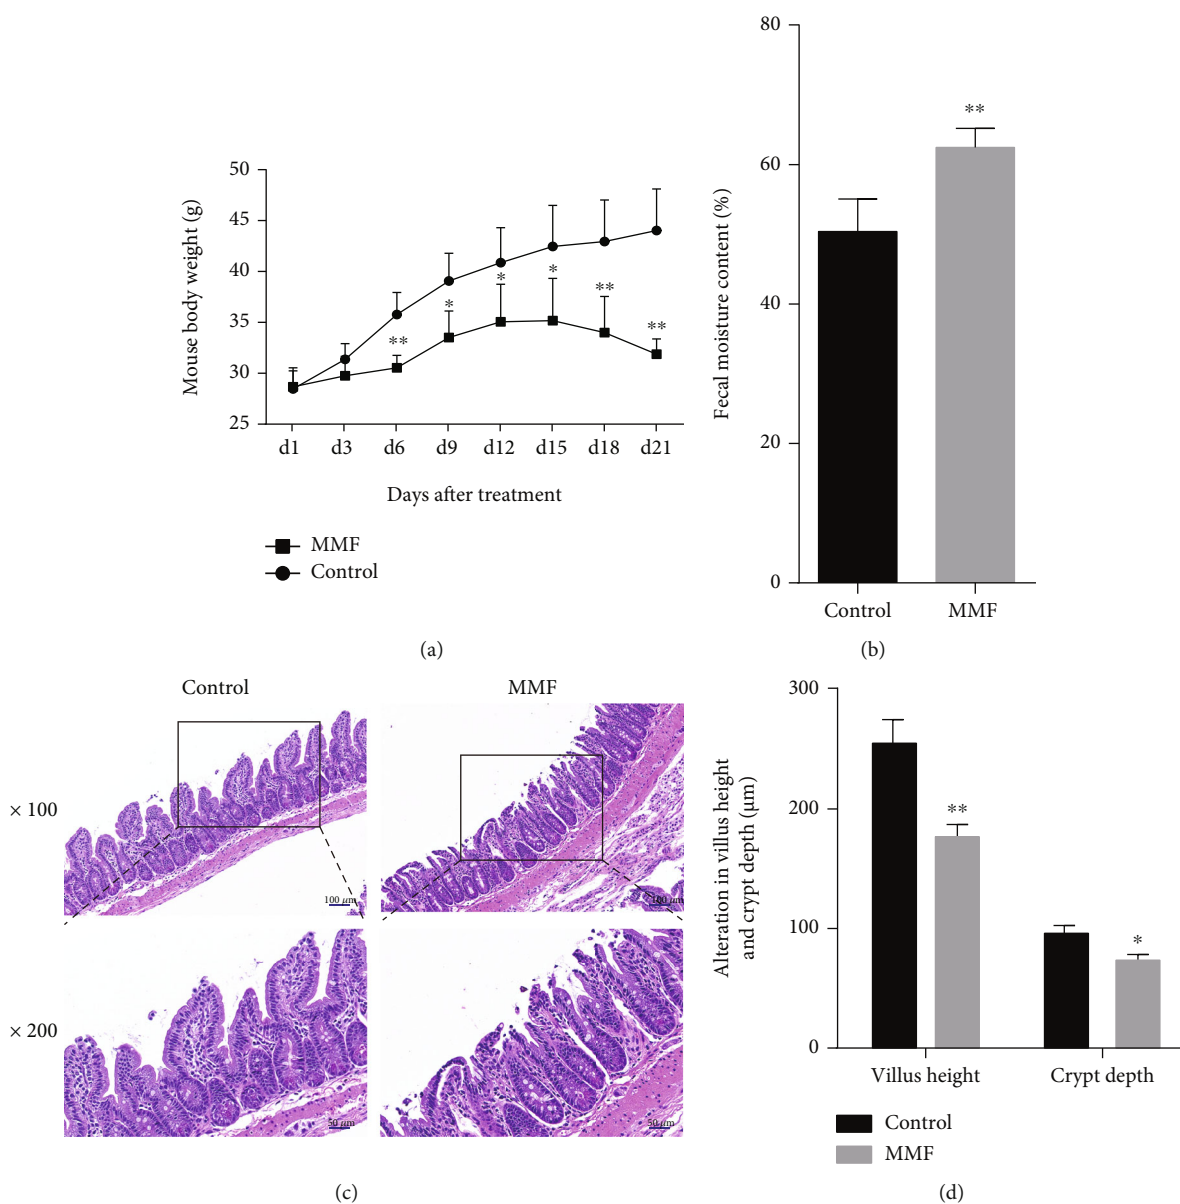 50
45
40
35
30
25
Mouse body weight (g)
**
*
*
*
**
**
d1 d3 d6 d9 d12 d15 d18 d21
Days after treatment
MMF
Control
(a)
80
60
40
20
0
Fecal moisture content (%)
**
Control MMF
(b)
Control MMF
× 100
100 μm
100 μm
× 200
50 μm
50 μm
(c)
300
200
100
0
Alteration in villus height
and crypt depth (μm)
**
*
Villus height Crypt depth
Control
MMF
(d)